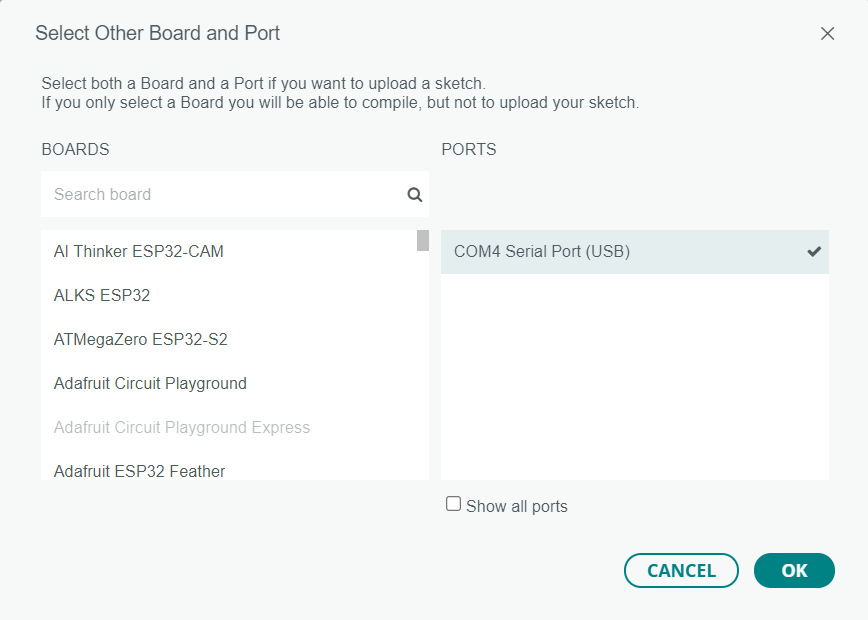 Select Other Board and Port
Select both a Board and a Port if you want to upload a sketch.
If you only select a Board you will be able to compile, but not to upload your sketch.
BOARDS
Search board
AI Thinker ESP32-CAM
ALKS ESP32
ATMegaZero ESP32-S2
Adafruit Circuit Playground
Adafruit Circuit Playground Express
Adafruit ESP32 Feather
PORTS
COM4 Serial Port (USB)
Show all ports
CANCEL
OK